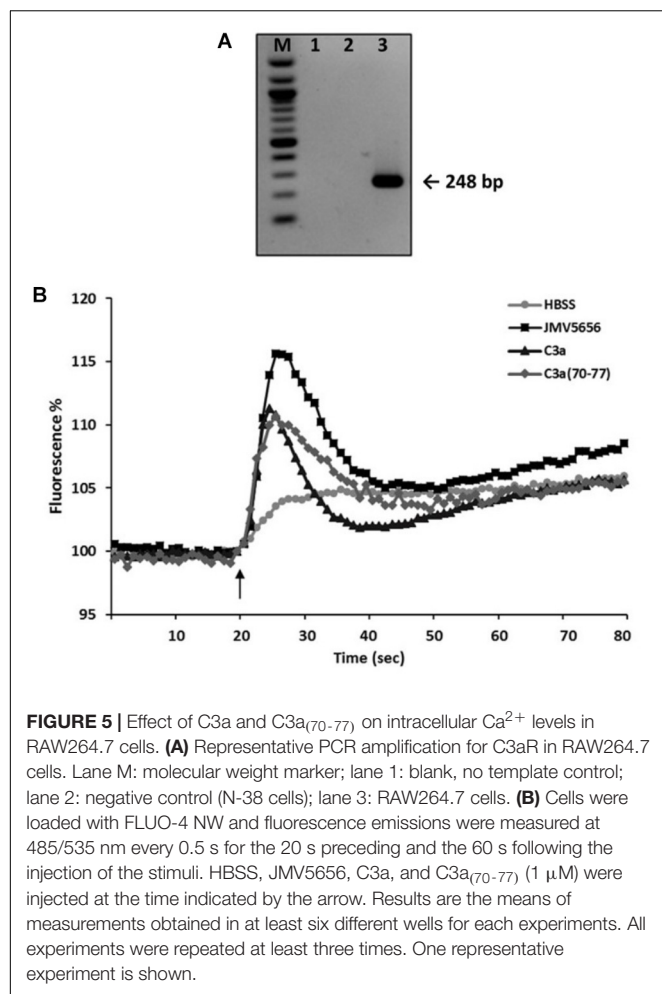 A
M 1 2 3
← 248 bp
B
120
115
110
105
100
95
Fluorescence %
HBSS
JMV5656
C3a
C3a(70-77)
10 20 30 40 50 60 70 80
Time (sec)
FIGURE 5 | Effect of C3a and C3a(70-77) on intracellular Ca2+ levels in
RAW264.7 cells. (A) Representative PCR amplification for C3aR in RAW264.7
cells. Lane M: molecular weight marker; lane 1: blank, no template control;
lane 2: negative control (N-38 cells); lane 3: RAW264.7 cells. (B) Cells were
loaded with FLUO-4 NW and fluorescence emissions were measured at
485/535 nm every 0.5 s for the 20 s preceding and the 60 s following the
injection of the stimuli. HBSS, JMV5656, C3a, and C3a(70-77) (1 μM) were
injected at the time indicated by the arrow. Results are the means of
measurements obtained in at least six different wells for each experiments. All
experiments were repeated at least three times. One representative
experiment is shown.